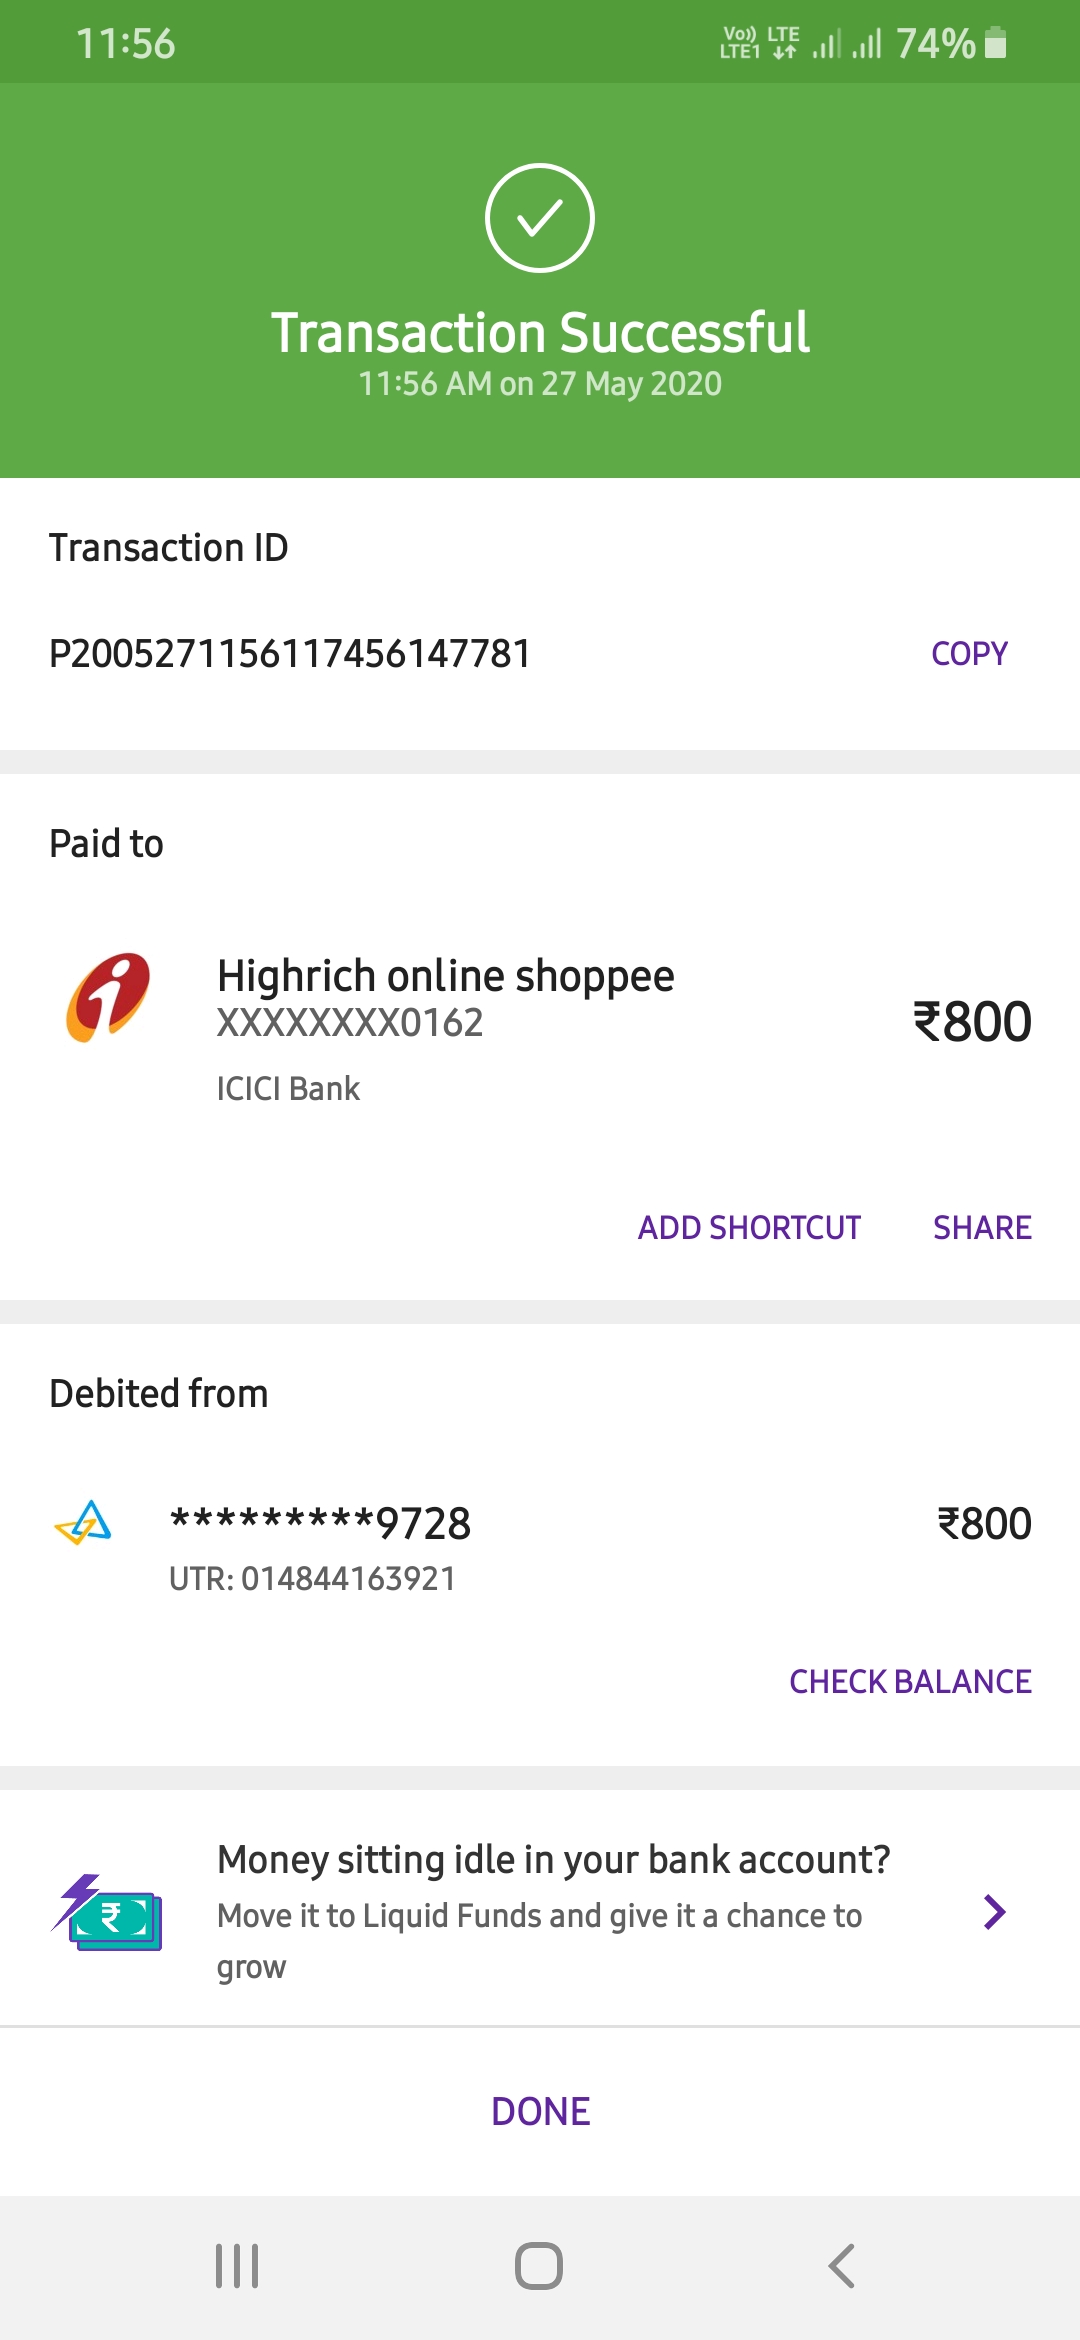 11:56
Vo)) LTE
LTE1
74%
Transaction Successful
11:56 AM on 27 May 2020
Transaction ID
P2005271156117456147781
COPY
Paid to
Highrich online shoppee
XXXXXXXX0162
₹800
ICICI Bank
ADD SHORTCUT SHARE
Debited from
*********9728
₹800
UTR: 014844163921
CHECK BALANCE
Money sitting idle in your bank account?
Move it to Liquid Funds and give it a chance to
grow
DONE